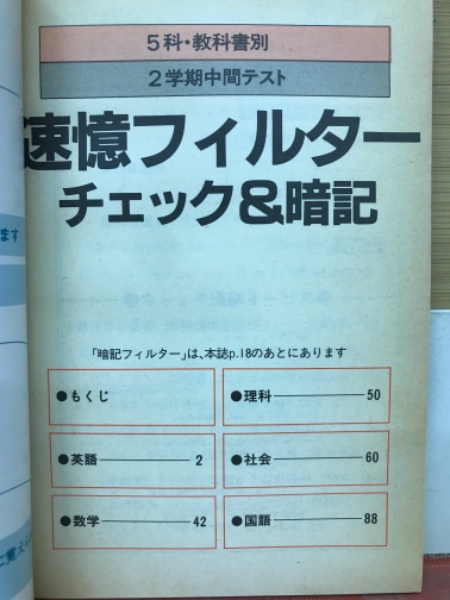 5科・教科書別
2学期中間テスト
速憶フィルター
チェック&暗記
「暗記フィルター」は、本誌p.18のあとにあります
●もくじ
●英語 2
●数学 42
●理科 50
●社会 60
●国語 88
ます